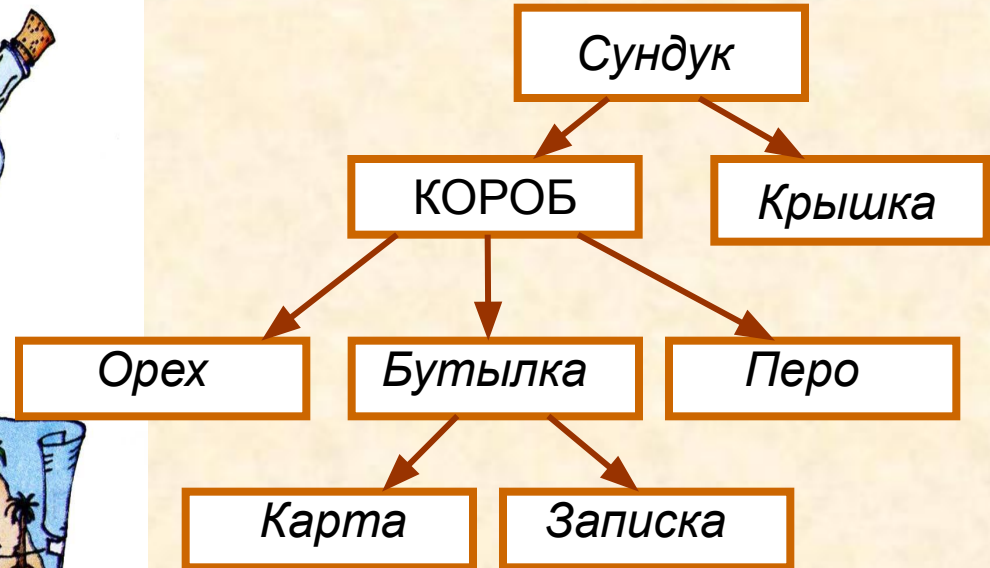 Сундук
КОРОБ
Крышка
Орех
Бутылка
Перо
Карта
Записка